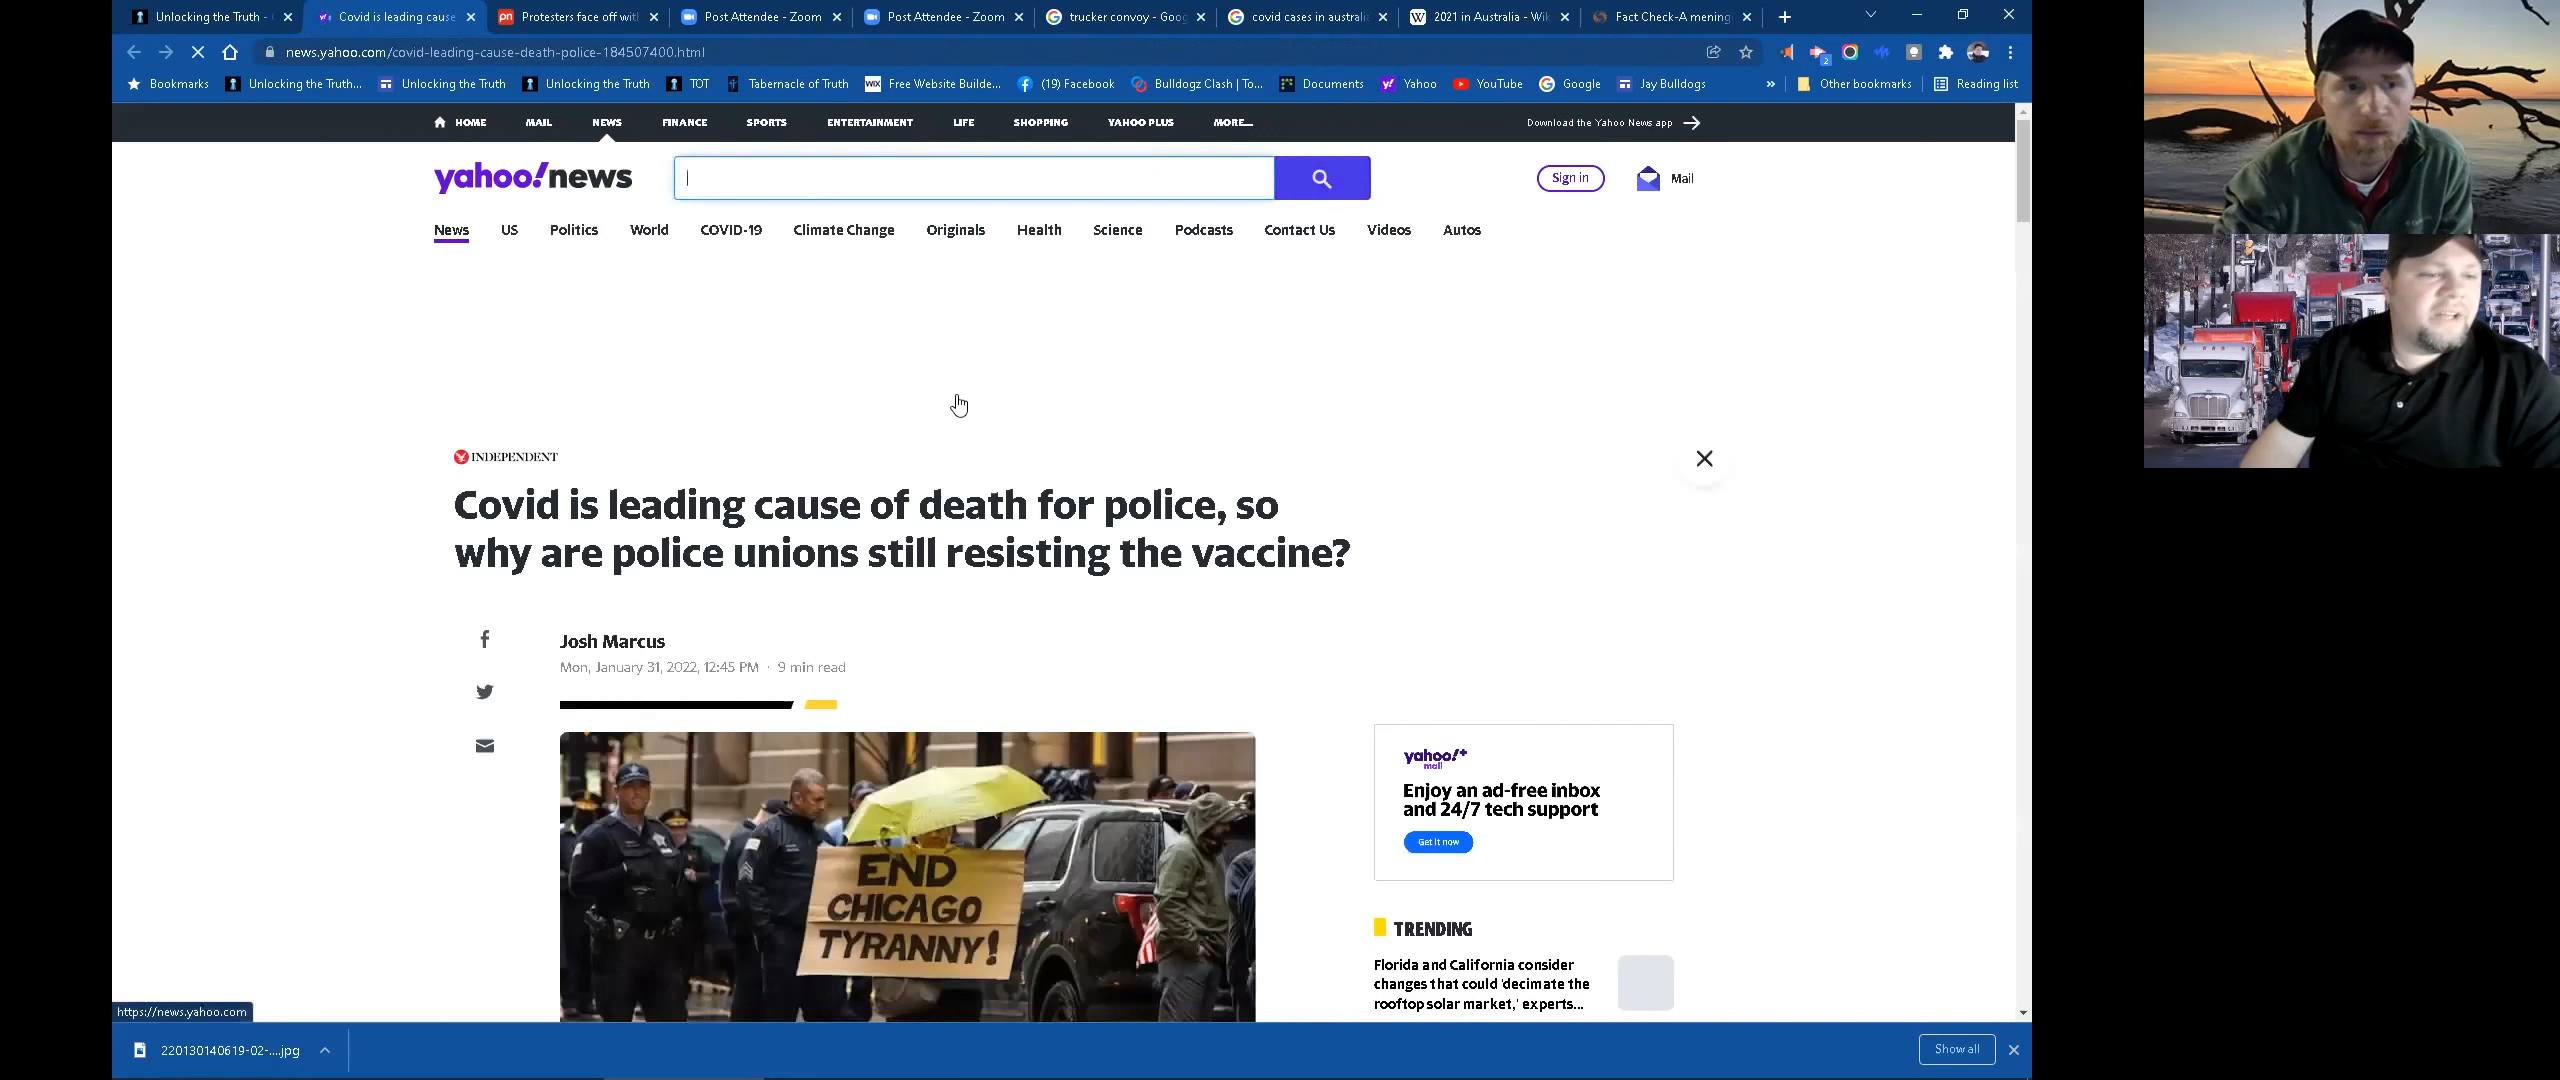 Unlocking the Truth -
Covid is leading cause
Protesters face off with
Post Attendee - Zoom
Post Attendee - Zoom
trucker convoy - Goog
covid cases in australi
2021 in Australia - Wik
Fact Check-A mening
news.yahoo.com/covid-leading-cause-death-police-184507400.html
2
Bookmarks
Unlocking the Truth...
Unlocking the Truth
Unlocking the Truth
TOT
Tabernacle of Truth
WIX
Free Website Builde...
(19) Facebook
Bulldogz Clash | To...
Documents
Yahoo
YouTube
Google
Jay Bulldogs
»
Other bookmarks
Reading list
HOME
MAIL
NEWS
FINANCE
SPORTS
ENTERTAINMENT
LIFE
SHOPPING
YAHOO PLUS
MORE...
Download the Yahoo News app
yahoo!news
Sign in
Mail
News
US
Politics
World
COVID-19
Climate Change
Originals
Health
Science
Podcasts
Contact Us
Videos
Autos
INDEPENDENT
Covid is leading cause of death for police, so
why are police unions still resisting the vaccine?
Josh Marcus
Mon, January 31, 2022, 12:45 PM · 9 min read
END
CHICAGO
TYRANNY!
yahoo!+
mail
Enjoy an ad-free inbox
and 24/7 tech support
Get it now
TRENDING
Florida and California consider
changes that could 'decimate the
rooftop solar market,' experts...
https://news.yahoo.com
220130140619-02-....jpg
Show all